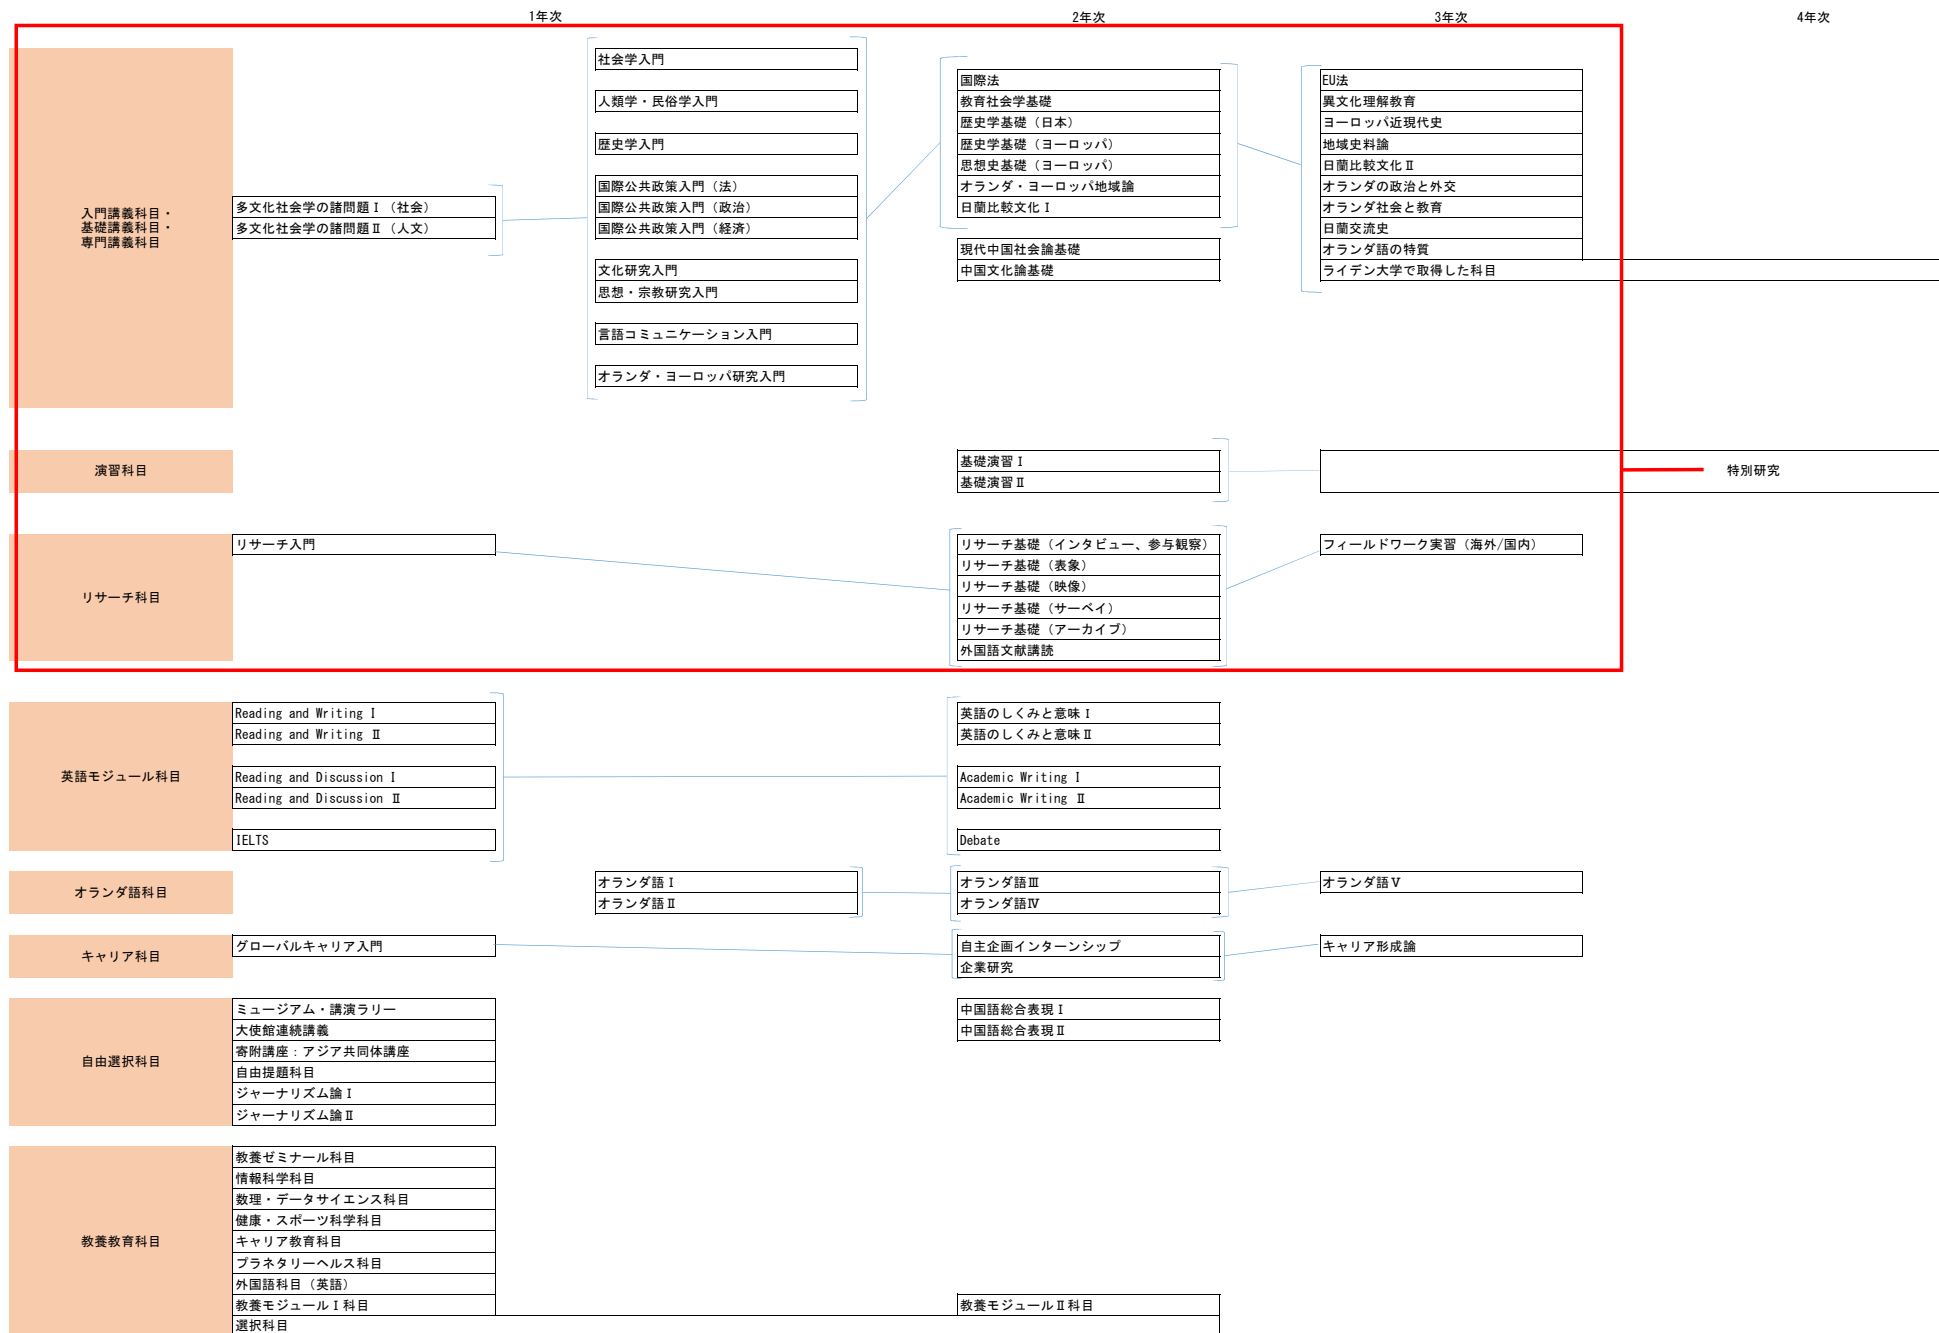 1年次
2年次
3年次
4年次
入門講義科目・
基礎講義科目・
専門講義科目
多文化社会学の諸問題Ⅰ（社会）
多文化社会学の諸問題Ⅱ（人文）
社会学入門
人類学・民俗学入門
歴史学入門
国際公共政策入門（法）
国際公共政策入門（政治）
国際公共政策入門（経済）
文化研究入門
思想・宗教研究入門
言語コミュニケーション入門
オランダ・ヨーロッパ研究入門
国際法
教育社会学基礎
歴史学基礎（日本）
歴史学基礎（ヨーロッパ）
思想史基礎（ヨーロッパ）
オランダ・ヨーロッパ地域論
日蘭比較文化Ⅰ
現代中国社会論基礎
中国文化論基礎
EU法
異文化理解教育
ヨーロッパ近現代史
地域史料論
日蘭比較文化Ⅱ
オランダの政治と外交
オランダ社会と教育
日蘭交流史
オランダ語の特質
ライデン大学で取得した科目
演習科目
基礎演習Ⅰ
基礎演習Ⅱ
特別研究
リサーチ科目
リサーチ入門
リサーチ基礎（インタビュー、参与観察）
リサーチ基礎（表象）
リサーチ基礎（映像）
リサーチ基礎（サーベイ）
リサーチ基礎（アーカイブ）
外国語文献講読
フィールドワーク実習（海外/国内）
英語モジュール科目
Reading and Writing Ⅰ
Reading and Writing Ⅱ
Reading and Discussion Ⅰ
Reading and Discussion Ⅱ
IELTS
英語のしくみと意味Ⅰ
英語のしくみと意味Ⅱ
Academic Writing Ⅰ
Academic Writing Ⅱ
Debate
オランダ語科目
オランダ語Ⅰ
オランダ語Ⅱ
オランダ語Ⅲ
オランダ語Ⅳ
オランダ語Ⅴ
キャリア科目
グローバルキャリア入門
自主企画インターンシップ
企業研究
キャリア形成論
自由選択科目
ミュージアム・講演ラリー
大使館連続講義
寄附講座：アジア共同体講座
自由提題科目
ジャーナリズム論Ⅰ
ジャーナリズム論Ⅱ
中国語総合表現Ⅰ
中国語総合表現Ⅱ
教養教育科目
教養ゼミナール科目
情報科学科目
数理・データサイエンス科目
健康・スポーツ科学科目
キャリア教育科目
プラネタリーヘルス科目
外国語科目（英語）
教養モジュールⅠ科目
教養モジュールⅡ科目
選択科目